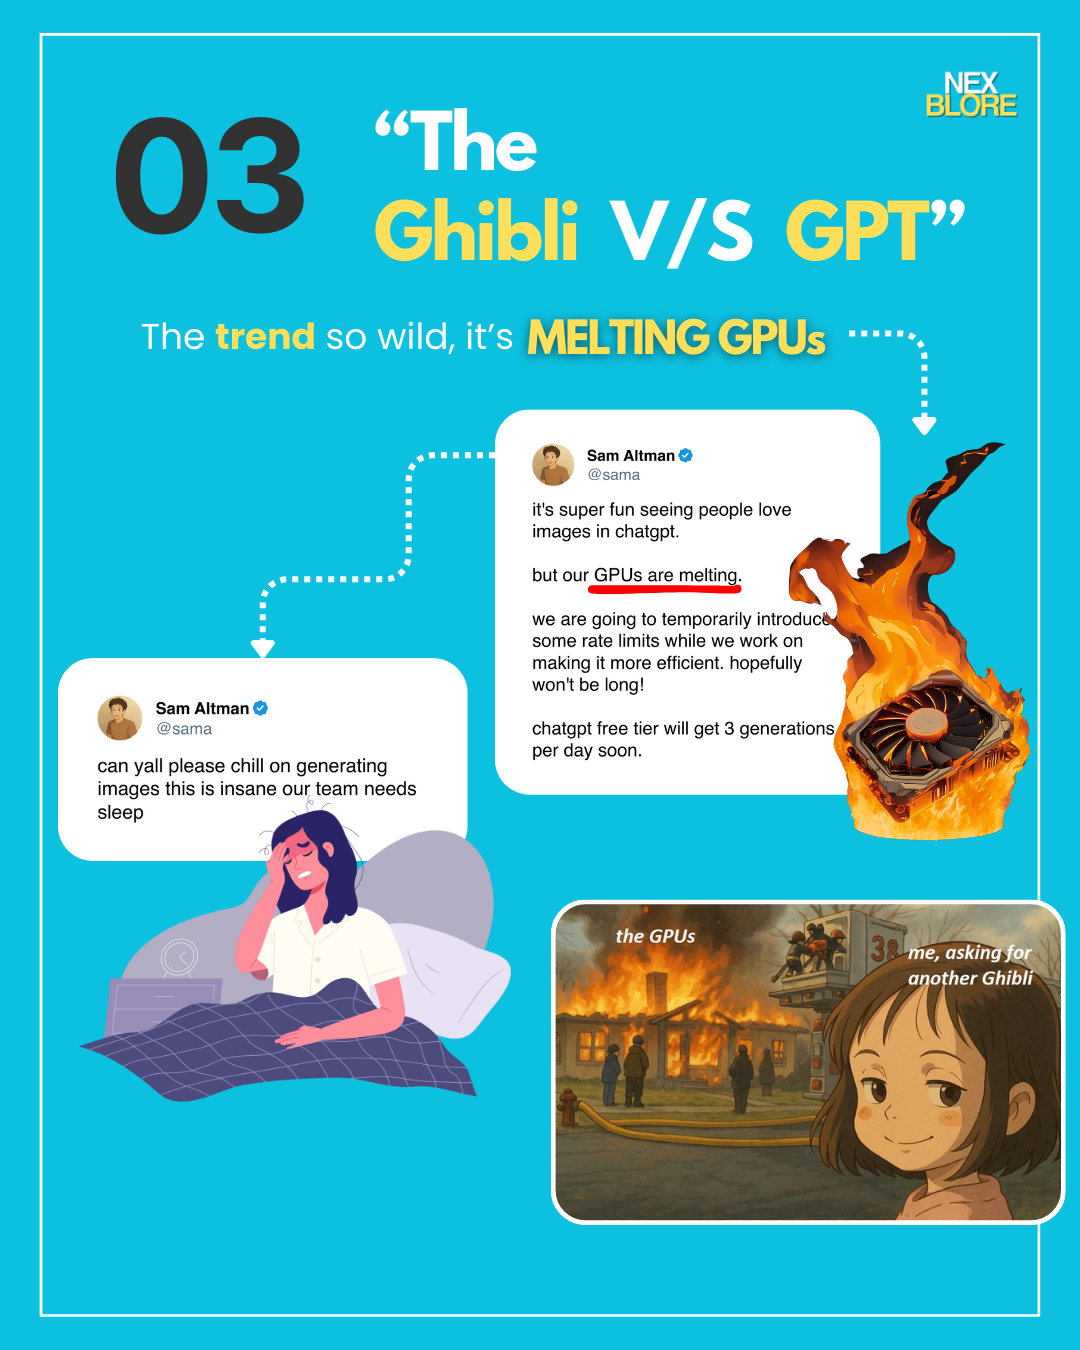 NEX
BLORE
03
“The
Ghibli V/S GPT”
The trend so wild, it’s MELTING GPUs
Sam Altman
@sama
it's super fun seeing people love
images in chatgpt.
but our GPUs are melting.
we are going to temporarily introduce
some rate limits while we work on
making it more efficient. hopefully
won't be long!
chatgpt free tier will get 3 generations
per day soon.
Sam Altman
@sama
can yall please chill on generating
images this is insane our team needs
sleep
the GPUs
38
me, asking for
another Ghibli